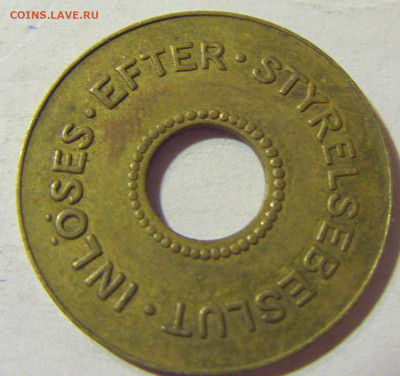 COINS.LAVE.RU
INLÖSES · EFTER · STYRELSEBESLUT ·